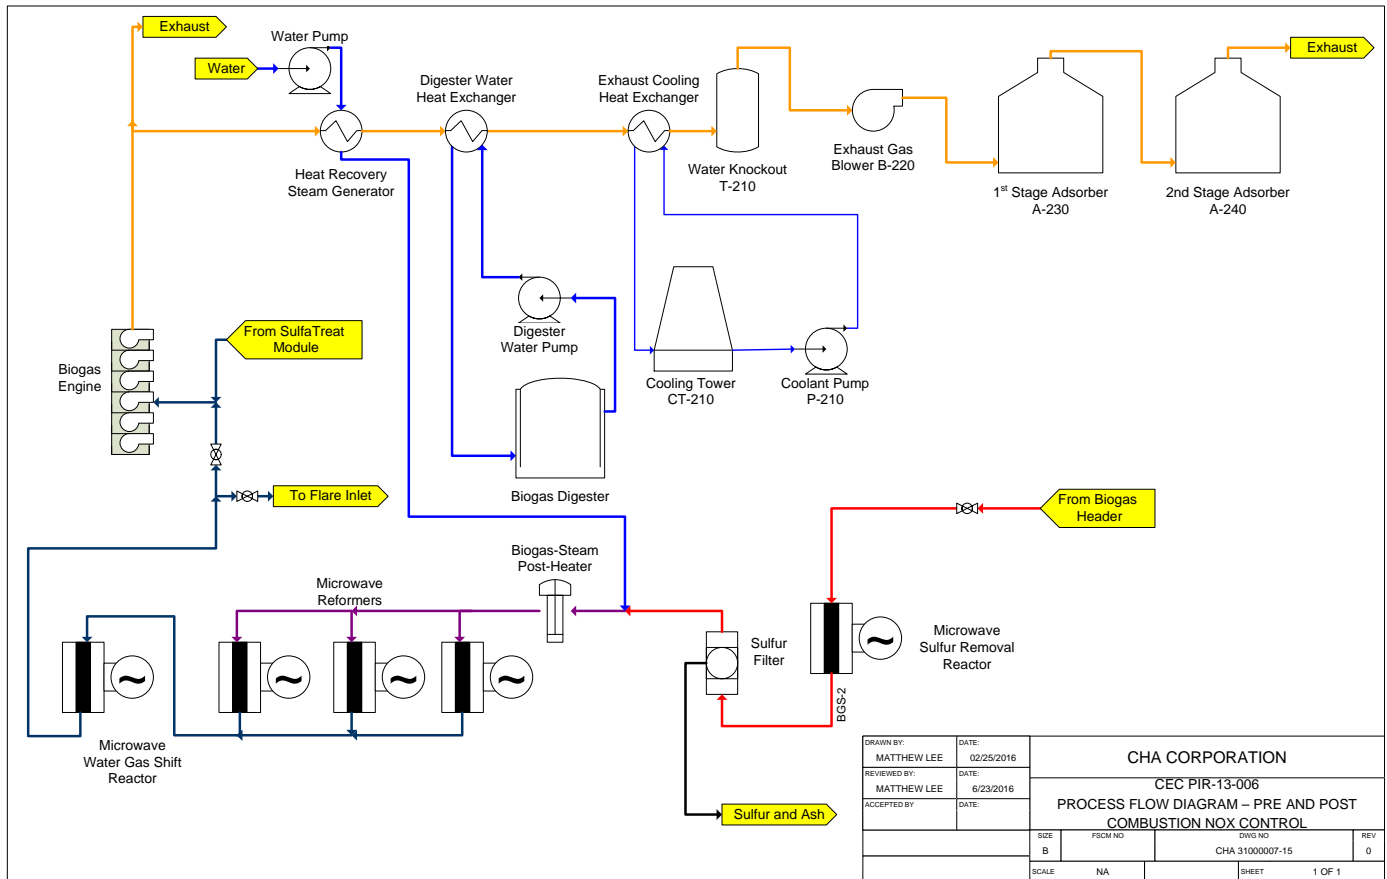 Exhaust
Water Pump
Water
Digester Water
Heat Exchanger
Exhaust Cooling
Heat Exchanger
Exhaust
Heat Recovery
Steam Generator
Water Knockout
T-210
Exhaust Gas
Blower B-220
1st Stage Adsorber
A-230
2nd Stage Adsorber
A-240
From SulfaTreat
Module
Biogas
Engine
Digester
Water Pump
Cooling Tower
CT-210
Coolant Pump
P-210
To Flare Inlet
Biogas Digester
From Biogas
Header
Biogas-Steam
Post-Heater
Microwave
Reformers
Sulfur
Filter
Microwave
Sulfur Removal
Reactor
BGS-2
Microwave
Water Gas Shift
Reactor
Sulfur and Ash
DRAWN BY:
MATTHEW LEE
DATE:
02/25/2016
REVIEWED BY:
MATTHEW LEE
DATE:
6/23/2016
ACCEPTED BY
DATE:
CHA CORPORATION
CEC PIR-13-006
PROCESS FLOW DIAGRAM – PRE AND POST
COMBUSTION NOX CONTROL
SIZE
B
FSCM NO
DWG NO
CHA 31000007-15
REV
0
SCALE
NA
SHEET
1 OF 1